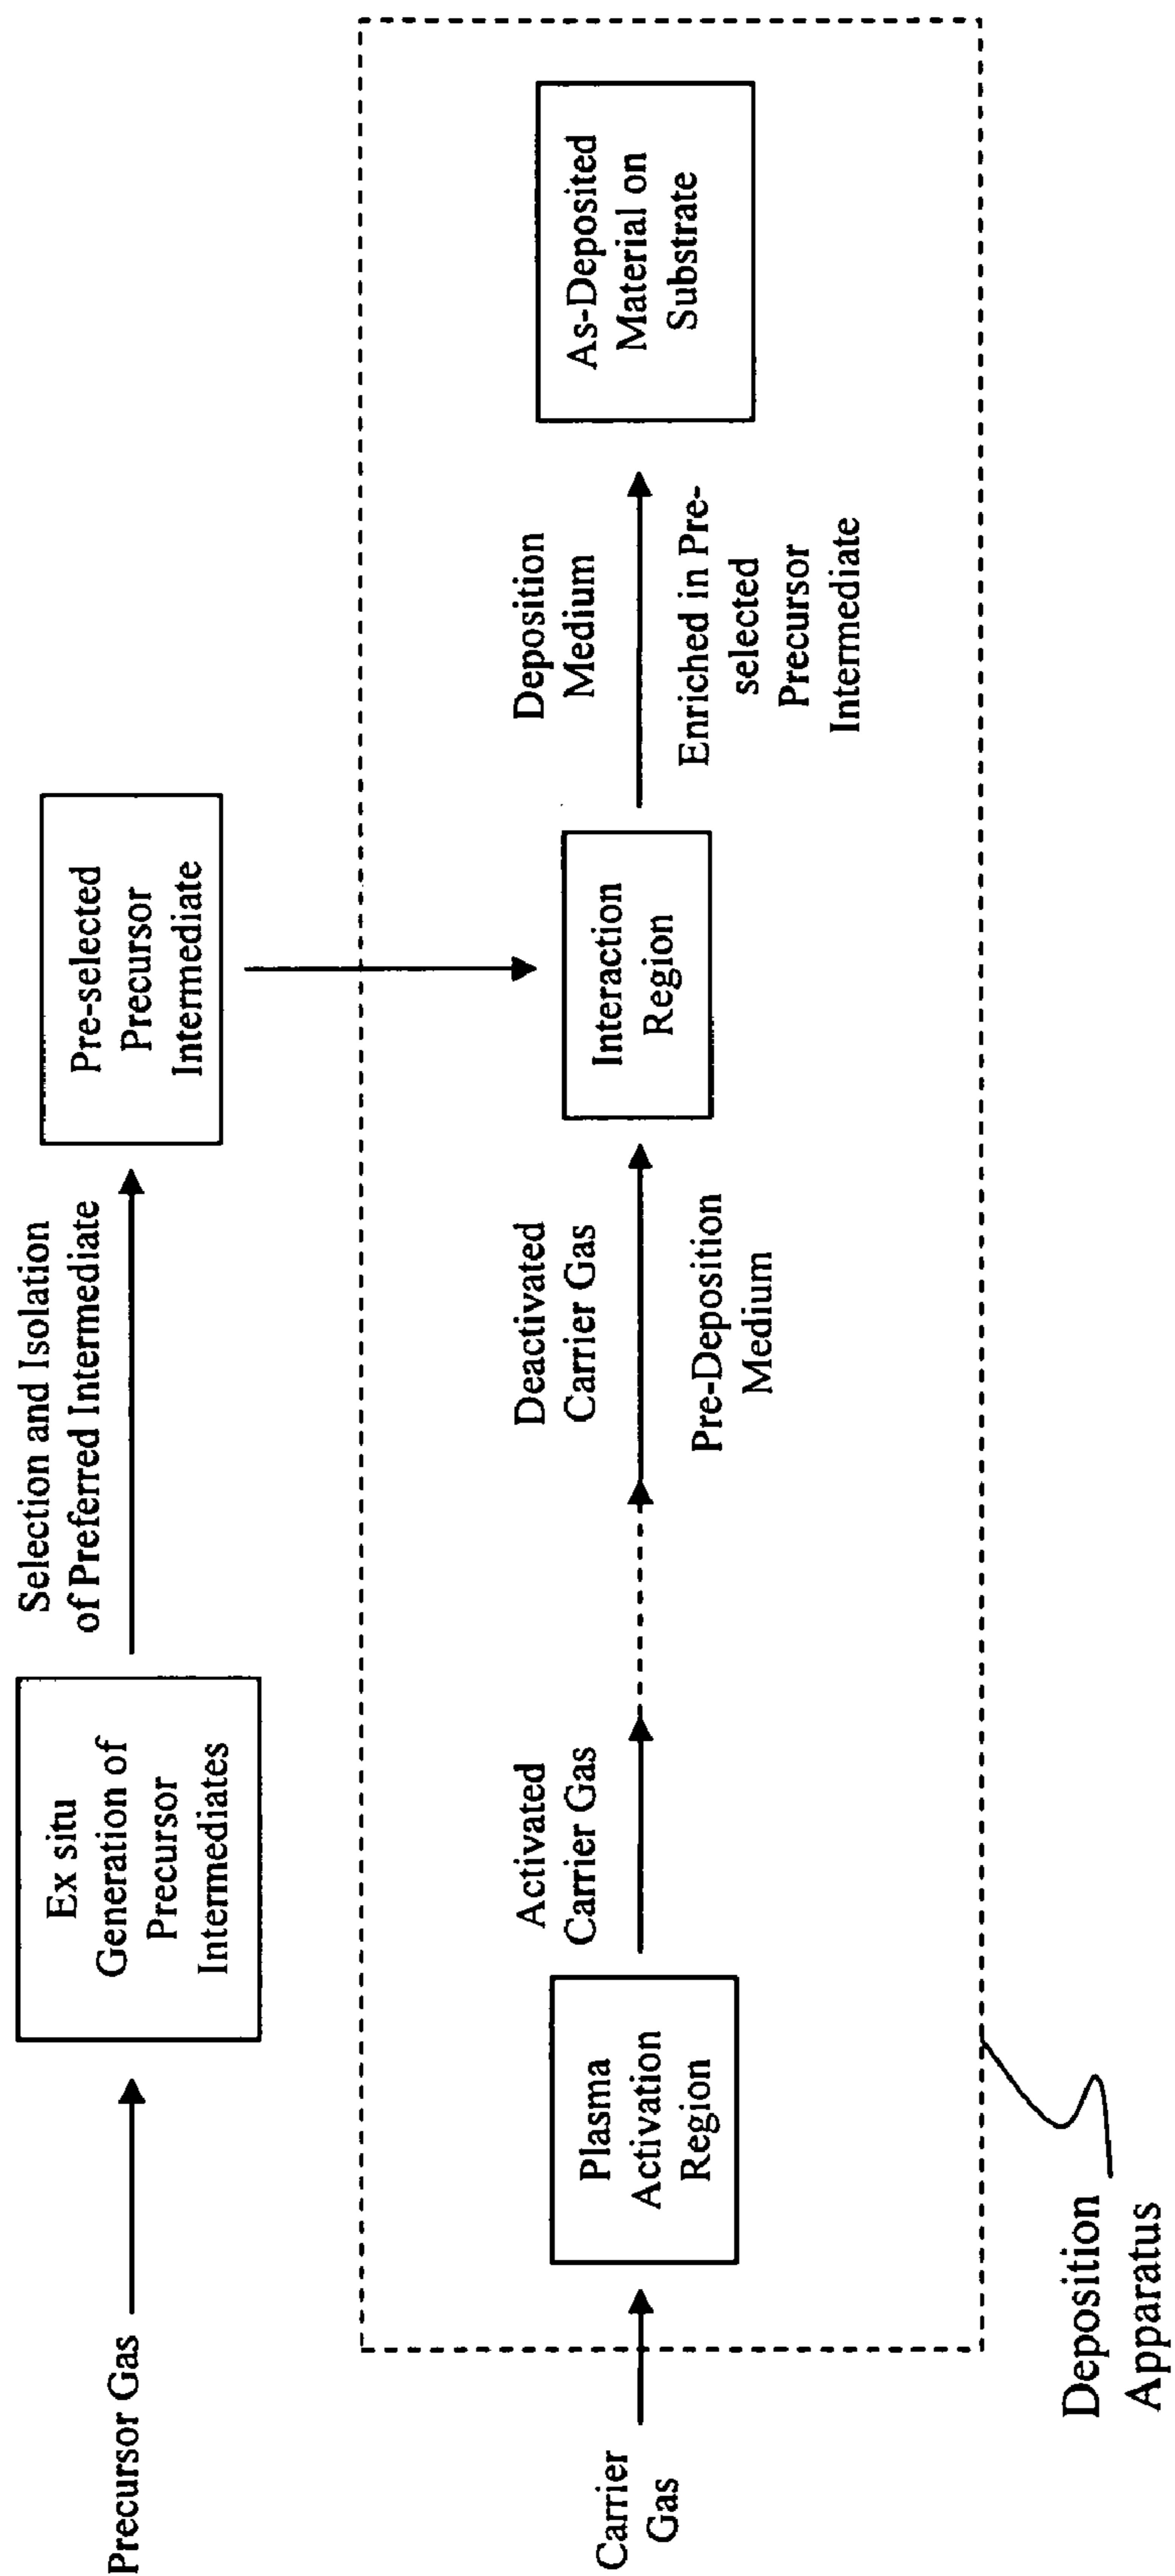 Precursor Gas
Ex situ
Generation of
Precursor
Intermediates
Selection and Isolation
of Preferred Intermediate
Pre-selected
Precursor
Intermediate
Carrier
Gas
Plasma
Activation
Region
Activated
Carrier Gas
Deactivated
Carrier Gas
Pre-Deposition
Medium
Interaction
Region
Deposition
Medium
Enriched in Pre-
selected
Precursor
Intermediate
As-Deposited
Material on
Substrate
Deposition
Apparatus